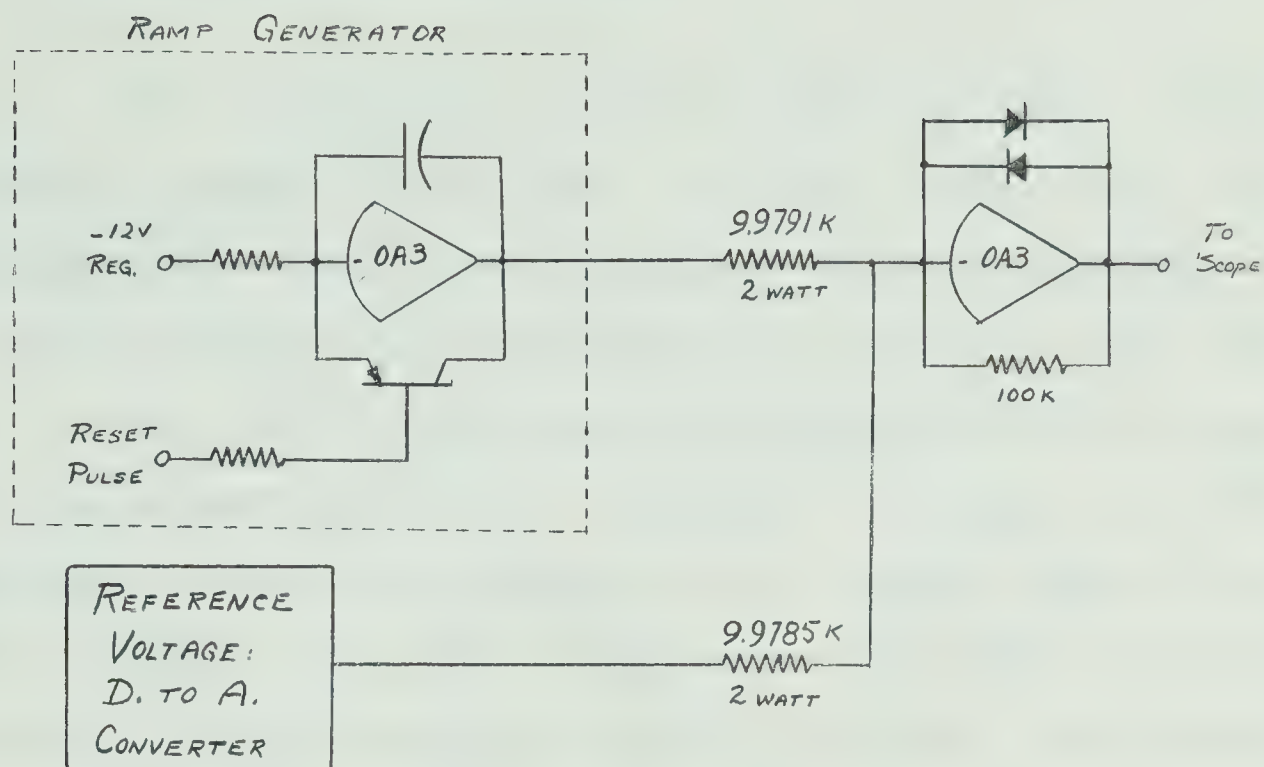 RAMP GENERATOR
-12V
REG.
- OA3
RESET
PULSE
9.9791K
2 WATT
- OA3
TO
'SCOPE
100K
REFERENCE
VOLTAGE:
D. TO A.
CONVERTER
9.9785K
2 WATT